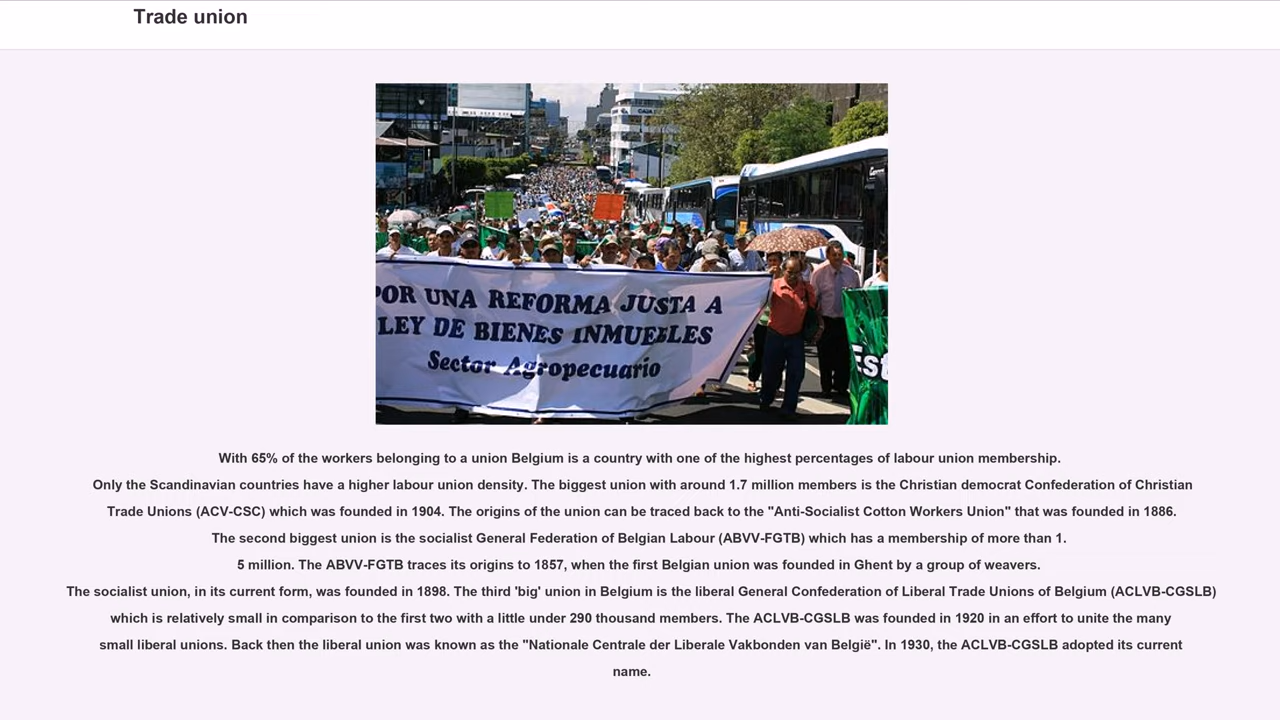 Trade union
POR UNA REFORMA JUSTA A
LEY DE BIENES INMUEBLES
Sector Agropecuario
Est
With 65% of the workers belonging to a union Belgium is a country with one of the highest percentages of labour union membership.
Only the Scandinavian countries have a higher labour union density. The biggest union with around 1.7 million members is the Christian democrat Confederation of Christian
Trade Unions (ACV-CSC) which was founded in 1904. The origins of the union can be traced back to the "Anti-Socialist Cotton Workers Union" that was founded in 1886.
The second biggest union is the socialist General Federation of Belgian Labour (ABVV-FGTB) which has a membership of more than 1.
5 million. The ABVV-FGTB traces its origins to 1857, when the first Belgian union was founded in Ghent by a group of weavers.
The socialist union, in its current form, was founded in 1898. The third 'big' union in Belgium is the liberal General Confederation of Liberal Trade Unions of Belgium (ACLVB-CGSLB)
which is relatively small in comparison to the first two with a little under 290 thousand members. The ACLVB-CGSLB was founded in 1920 in an effort to unite the many
small liberal unions. Back then the liberal union was known as the "Nationale Centrale der Liberale Vakbonden van België". In 1930, the ACLVB-CGSLB adopted its current
name.